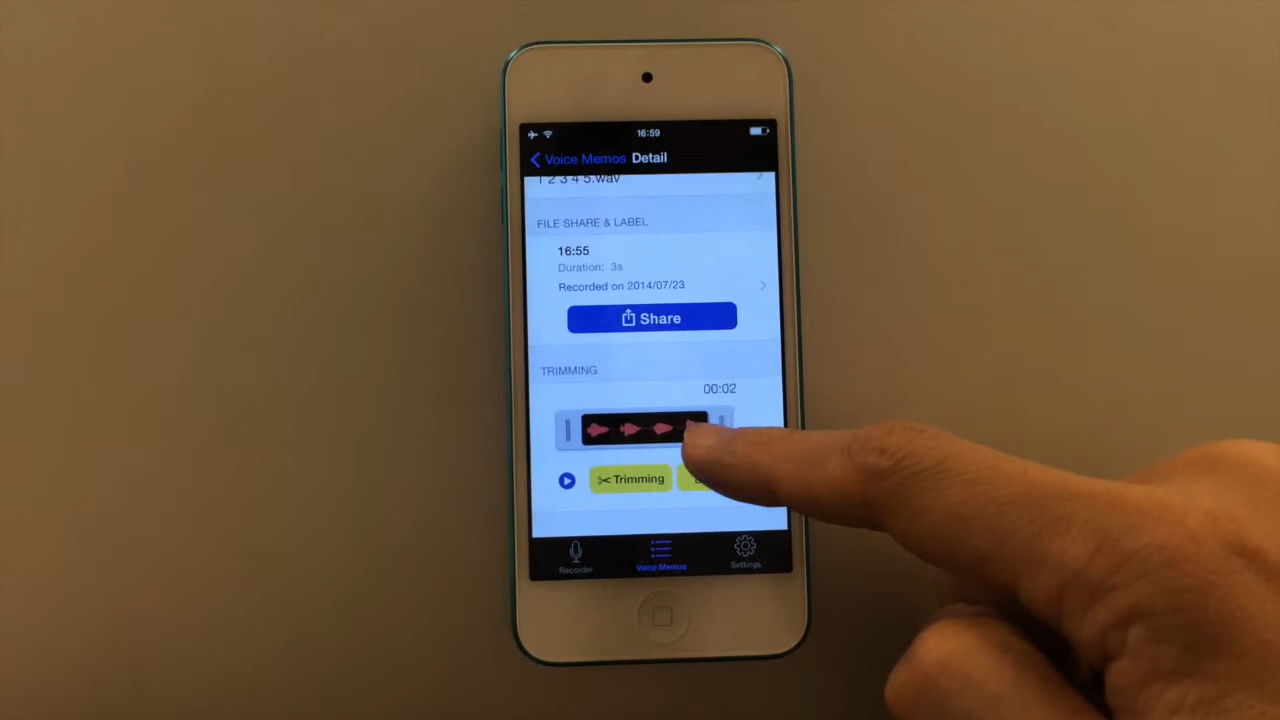 16:59
Voice Memos Detail
1 2 3 4 5.wav
FILE SHARE & LABEL
16:55
Duration: 3s
Recorded on 2014/07/23
Share
TRIMMING
00:02
Trimming
Recorder Voice Memos Settings